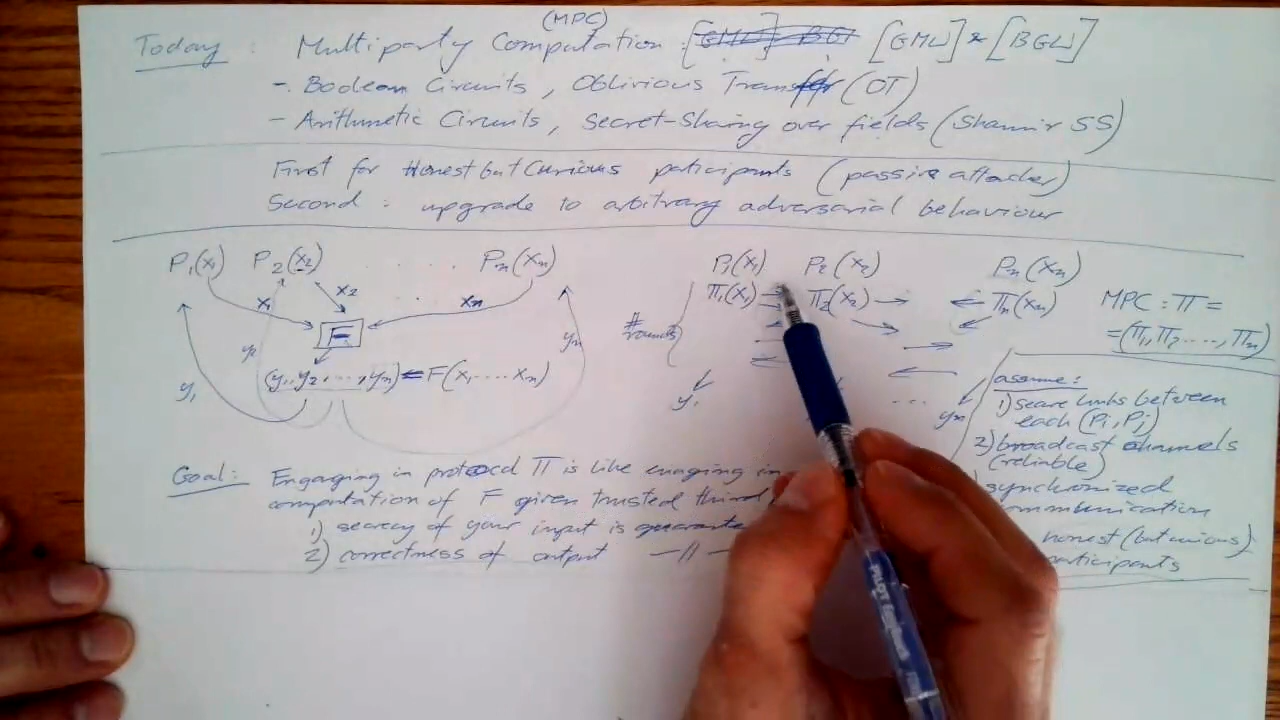 (MPC)
Today : Multiparty Computation : [GMW] BGW [GMW] & [BGW]
- Boolean Circuits, Oblivious Transfer (OT)
- Arithmetic Circuits, Secret-Sharing over fields (Shamir SS)
First for Honest but Curious participants (passive attacker)
Second : upgrade to arbitrary adversarial behaviour
P1(x1) P2(x2) . . . Pn(xn)
x1 x2 xn
F
y1 y2 yn
(y1, y2, ..., yn) = F(x1 .... xn)
P1(x1) P2(x2) Pn(xn)
Π1(x1) Π2(x2) Πn(xn)
# rounds
y1 ... yn
MPC : Π =
= (Π1, Π2, ..., Πn)
assume:
1) secure links between
each (Pi, Pj)
2) broadcast channels
(reliable)
) synchronized
communication
honest (but curious)
participants
Goal: Engaging in protocol Π is like enaging in
computation of F given trusted third
1) secrecy of your input is guarante
2) correctness of output —||—
PILOT